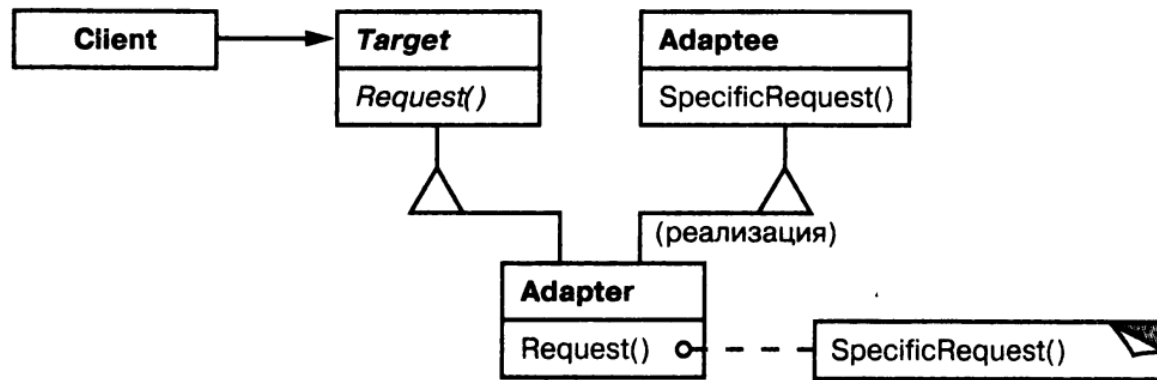 Client
Target
Request()
Adaptee
SpecificRequest()
(реализация)
Adapter
Request()
SpecificRequest()